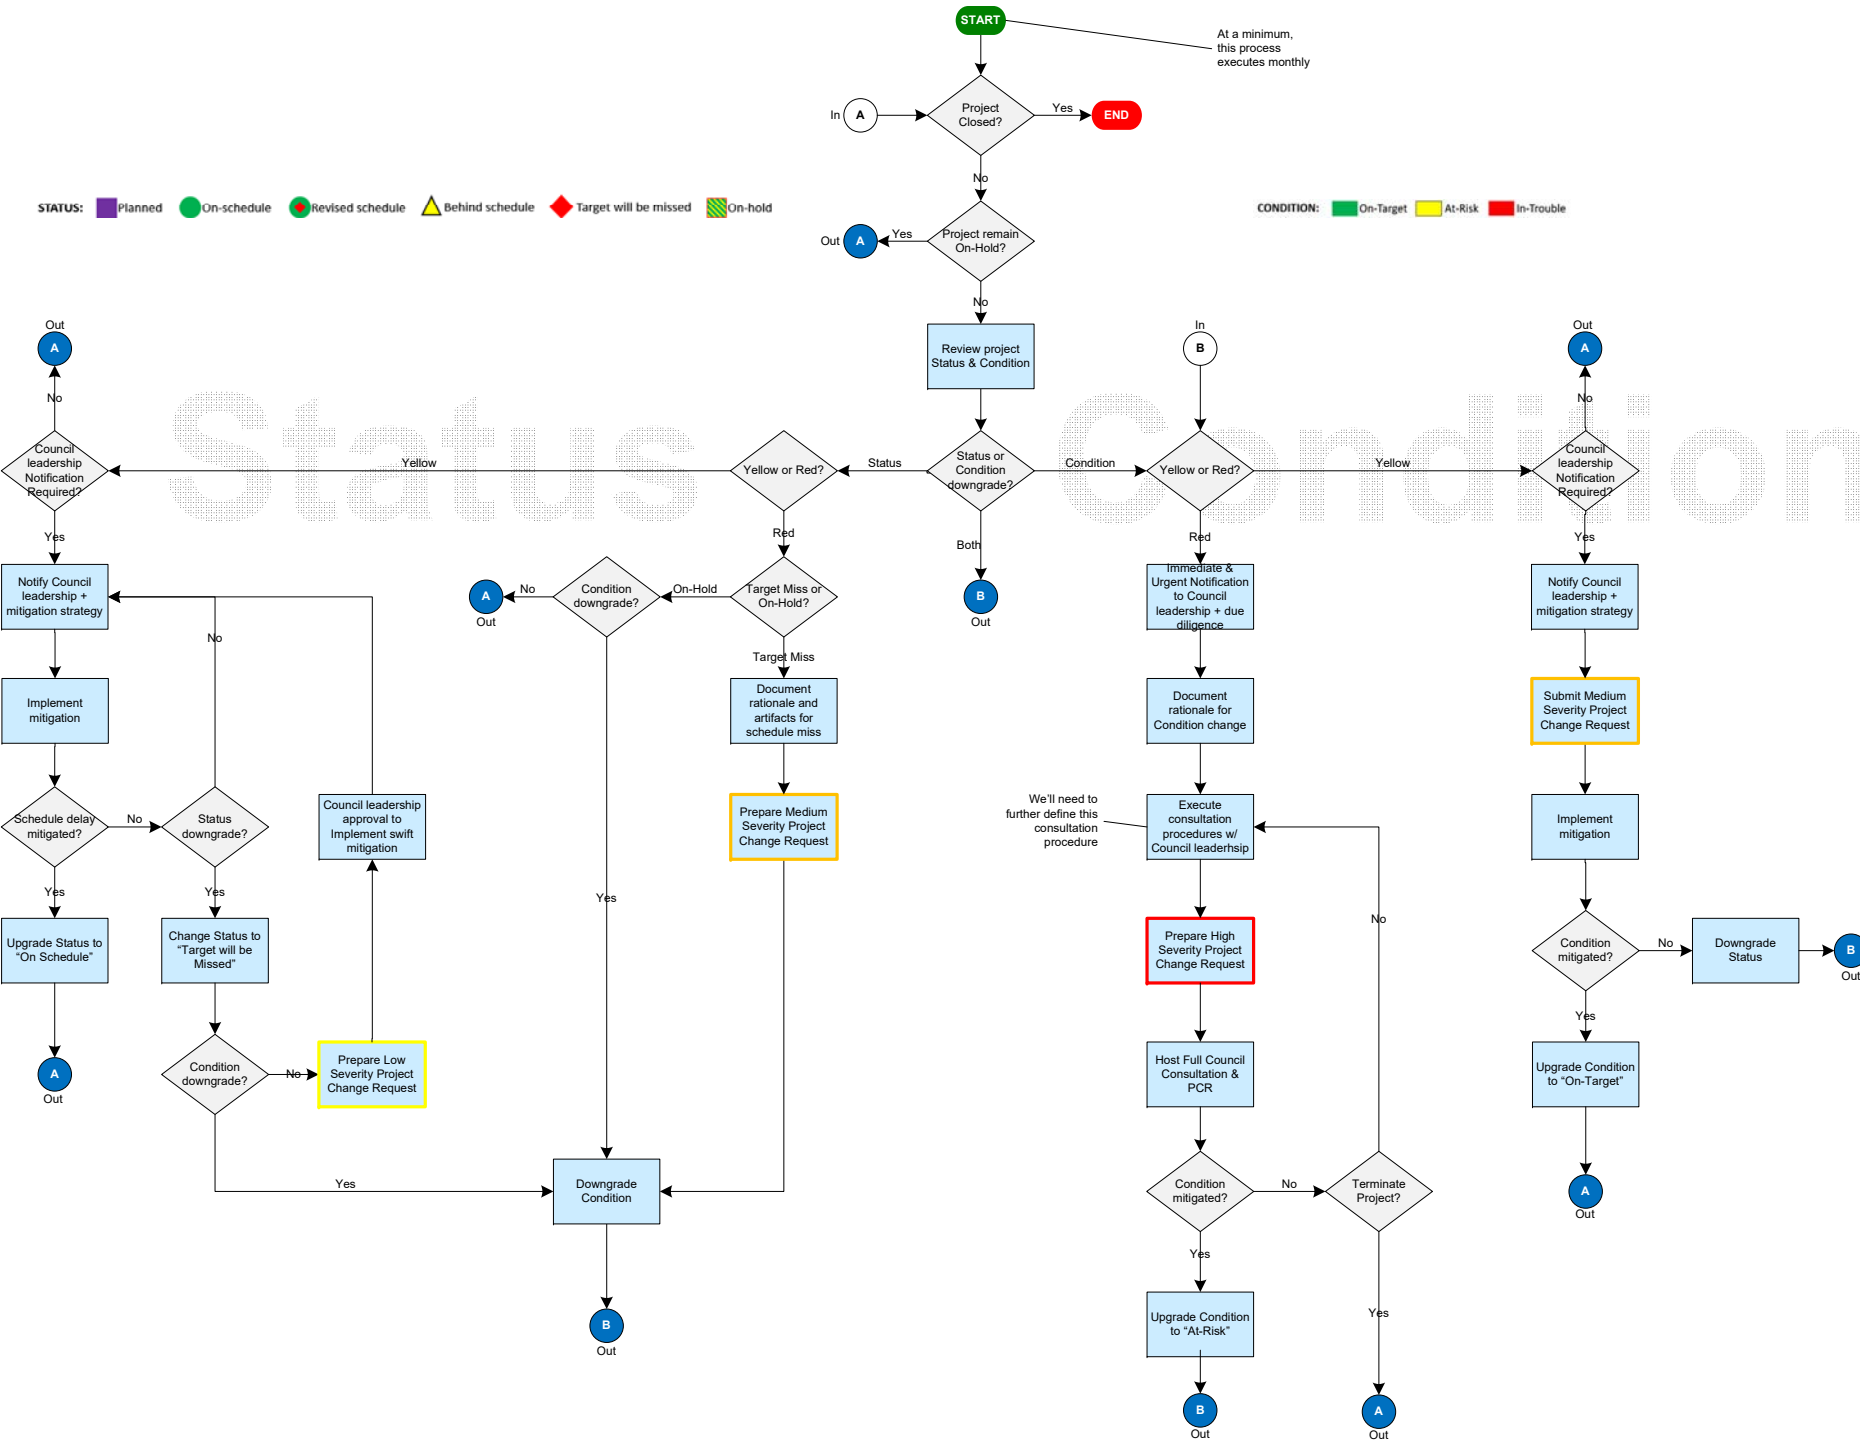 START
At a minimum,
this process
executes monthly
In
A
Project
Closed?
Yes
END
No
STATUS:
Planned
On-schedule
Revised schedule
Behind schedule
Target will be missed
On-hold
CONDITION:
On-Target
At-Risk
In-Trouble
Out
A
Yes
Project remain
On-Hold?
No
Out
A
Review project
Status & Condition
In
B
Out
A
No
No
Status
Condition
Council
leadership
Notification
Required?
Yellow
Yellow or Red?
Status
Status or
Condition
downgrade?
Condition
Yellow or Red?
Yellow
Council
leadership
Notification
Required?
Yes
Red
Both
Red
Yes
Notify Council
leadership +
mitigation strategy
A
Out
No
Condition
downgrade?
On-Hold
Target Miss or
On-Hold?
B
Out
Immediate &
Urgent Notification
to Council
leadership + due
diligence
Notify Council
leadership +
mitigation strategy
No
Target Miss
Implement
mitigation
Document
rationale and
artifacts for
schedule miss
Document
rationale for
Condition change
Submit Medium
Severity Project
Change Request
Schedule delay
mitigated?
No
Status
downgrade?
Council leadership
approval to
Implement swift
mitigation
Prepare Medium
Severity Project
Change Request
We'll need to
further define this
consultation
procedure
Execute
consultation
procedures w/
Council leaderhsip
Implement
mitigation
Yes
Yes
Yes
No
Upgrade Status to
“On Schedule”
Change Status to
“Target will be
Missed”
Prepare High
Severity Project
Change Request
Condition
mitigated?
No
Downgrade
Status
B
Out
Yes
A
Out
Condition
downgrade?
No
Prepare Low
Severity Project
Change Request
Host Full Council
Consultation &
PCR
Upgrade Condition
to “On-Target”
Yes
Downgrade
Condition
Condition
mitigated?
No
Terminate
Project?
A
Out
Yes
Yes
B
Out
Upgrade Condition
to “At-Risk”
B
Out
A
Out